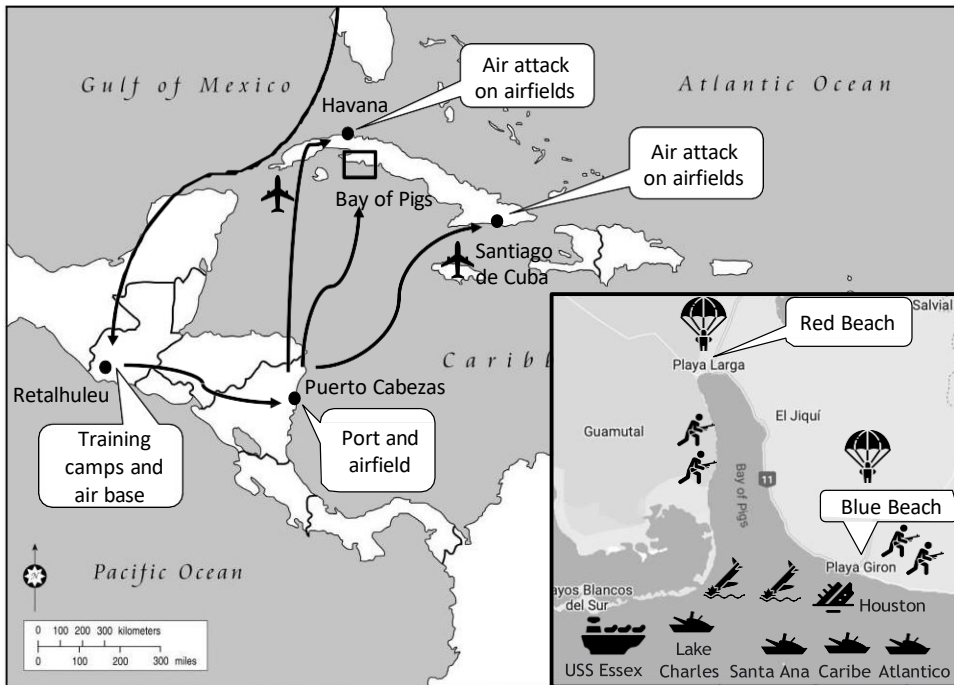 Gulf of Mexico
Air attack
on airfields
Atlantic Ocean
Havana
Air attack
on airfields
Bay of Pigs
Santiago
de Cuba
Retalhuleu
Puerto Cabezas
Training
camps and
air base
Port and
airfield
Pacific Ocean
N
0 100 200 300 kilometers
0 100 200 300
miles
Salvial
Red Beach
Playa Larga
El Jiquí
Guamutal
Bay of Pigs
11
Blue Beach
Playa Giron
ayos Blancos
del Sur
Houston
USS Essex
Lake
Charles
Santa Ana
Caribe
Atlantico